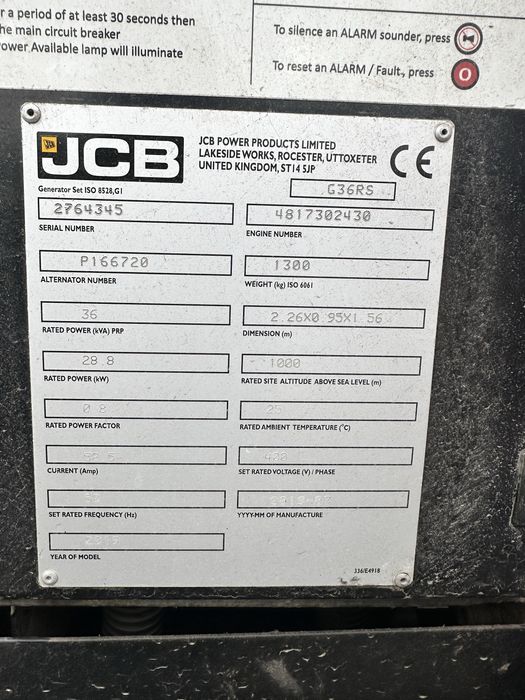 r a period of at least 30 seconds then
he main circuit breaker
ower Available lamp will illuminate
To silence an ALARM sounder, press
To reset an ALARM / Fault., press
JCB
JCB POWER PRODUCTS LIMITED
LAKESIDE WORKS, ROCESTER, UTTOXETER
UNITED KINGDOM, ST14 5JP
CE
Generator Set ISO 8528,G1
G36RS
2764345
SERIAL NUMBER
4817302430
ENGINE NUMBER
P166720
ALTERNATOR NUMBER
1300
WEIGHT (kg) ISO 6061
36
RATED POWER (kVA) PRP
2.26X0.95X1.56
DIMENSION (m)
28.8
RATED POWER (kW)
1000
RATED SITE ALTITUDE ABOVE SEA LEVEL (m)
0.8
RATED POWER FACTOR
25
RATED AMBIENT TEMPERATURE (°C)
CURRENT (Amp)
SET RATED VOLTAGE (V) / PHASE
SET RATED FREQUENCY (Hz)
YYYY-MM OF MANUFACTURE
YEAR OF MODEL
336/E4918